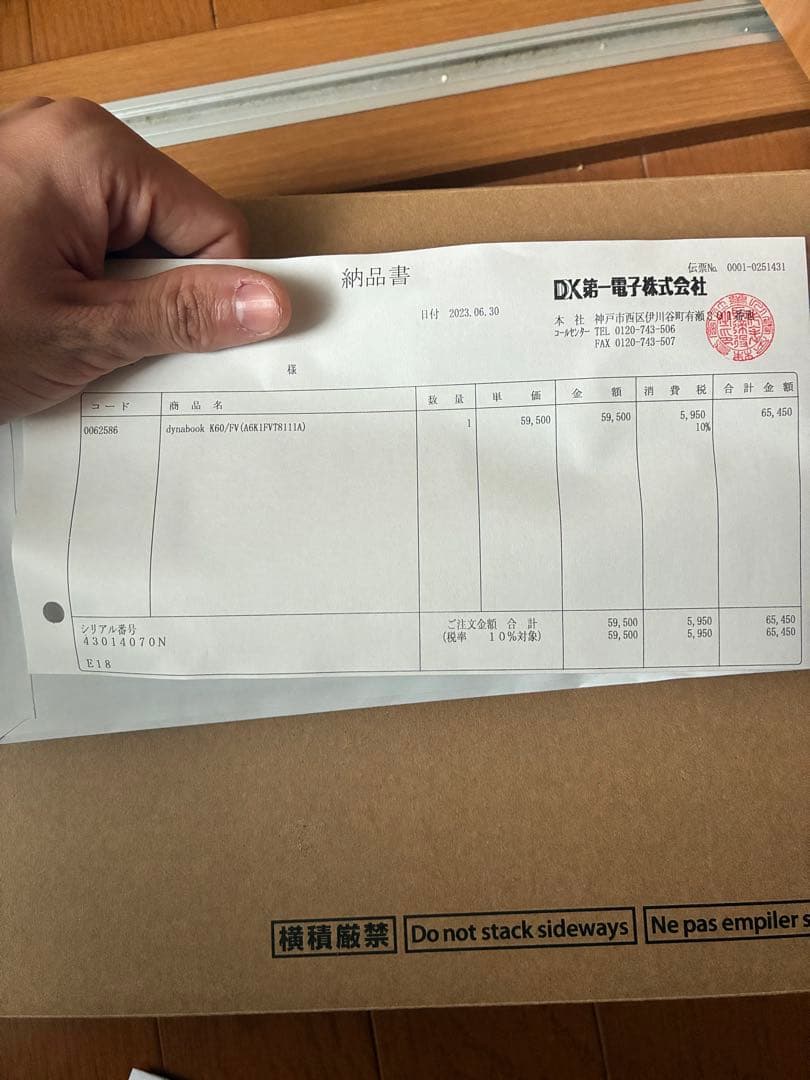 納品書
伝票No. 0001-0251431
DX第一電子株式会社
日付 2023.06.30
本 社 神戸市西区伊川谷町有瀬
コールセンター TEL 0120-743-506
FAX 0120-743-507
様
コード 商品名 数量 単価 金額 消費税 合計金額
0062586 dynabook K60/FV(A6K1FVT8111A) 1 59,500 59,500 5,950 65,450
10%
シリアル番号 ご注文金額 合計 59,500 5,950 65,450
43014070N (税率 10%対象) 59,500 5,950 65,450
E18
横積厳禁 Do not stack sideways Ne pas empiler s